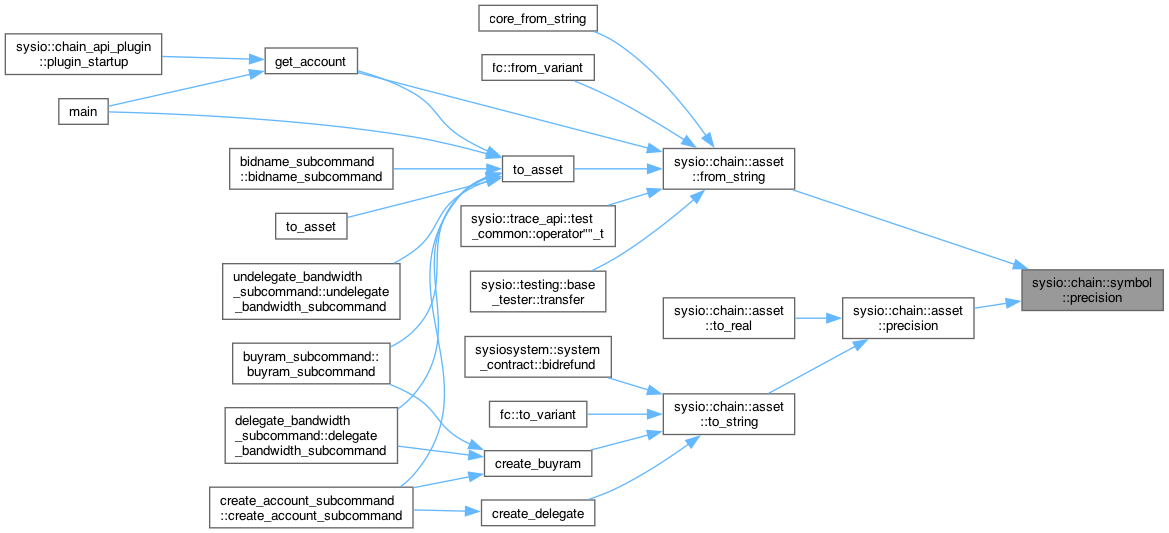 core_from_string
sysio::chain_api_plugin
::plugin_startup
get_account
fc::from_variant
main
bidname_subcommand
::bidname_subcommand
to_asset
sysio::chain::asset
::from_string
to_asset
sysio::trace_api::test
_common::operator""_t
undelegate_bandwidth
_subcommand::undelegate
_bandwidth_subcommand
sysio::testing::base
_tester::transfer
sysio::chain::symbol
::precision
sysio::chain::asset
::to_real
sysio::chain::asset
::precision
buyram_subcommand::
buyram_subcommand
sysiosystem::system
_contract::bidrefund
delegate_bandwidth
_subcommand::delegate
_bandwidth_subcommand
fc::to_variant
sysio::chain::asset
::to_string
create_buyram
create_account_subcommand
::create_account_subcommand
create_delegate